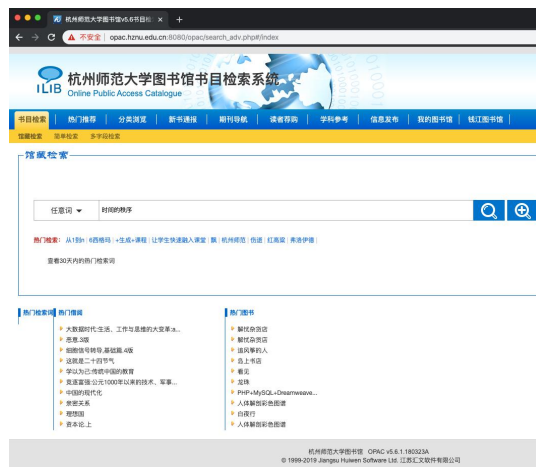 杭州师范大学图书馆v5.6书目检
不安全 | opac.hznu.edu.cn:8080/opac/search_adv.php#/index
iLIB
杭州师范大学图书馆书目检索系统
Online Public Access Catalogue
书目检索 | 热门推荐 | 分类浏览 | 新书通报 | 期刊导航 | 读者荐购 | 学科参考 | 信息发布 | 我的图书馆 | 钱江图书馆 |
馆藏检索 简单检索 多字段检索
馆藏检索
任意词 时间的秩序
热门检索: 从1到n | 6西格玛 | +生成+课程 | 让学生快速融入课堂 | 飘 | 杭州师范 | 伤逝 | 红高粱 | 弗洛伊德 |
查看30天内的热门检索词
热门检索词 热门借阅 热门图书
大数据时代:生活、工作与思维的大变革:a...
恶意.3版
细胞信号转导.基础篇.4版
这就是二十四节气
学以为己:传统中国的教育
竞逐富强:公元1000年以来的技术、军事...
中国的现代化
亲密关系
理想国
资本论.上
解忧杂货店
解忧杂货店
追风筝的人
岛上书店
看见
龙珠
PHP+MySQL+Dreamweave...
人体解剖彩色图谱
白夜行
人体解剖彩色图谱
杭州师范大学图书馆 OPAC v5.6.1.180323A
© 1999-2019 Jiangsu Huiwen Software Ltd. 江苏汇文软件有限公司